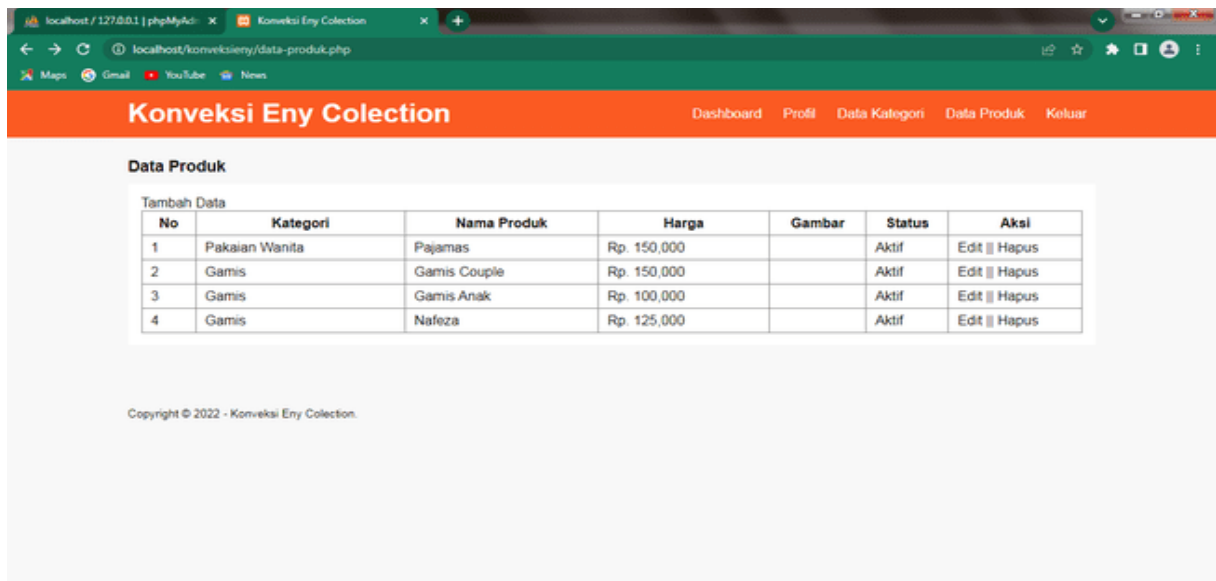 localhost / 127.0.0.1 | phpMyAdm
Konveksi Eny Colection
localhost/konveksieny/data-produk.php
Maps Gmail YouTube News
Konveksi Eny Colection Dashboard Profil Data Kategori Data Produk Keluar
Data Produk
Tambah Data
No Kategori Nama Produk Harga Gambar Status Aksi
1 Pakaian Wanita Pajamas Rp. 150,000 Aktif Edit || Hapus
2 Gamis Gamis Couple Rp. 150,000 Aktif Edit || Hapus
3 Gamis Gamis Anak Rp. 100,000 Aktif Edit || Hapus
4 Gamis Nafeza Rp. 125,000 Aktif Edit || Hapus
Copyright © 2022 - Konveksi Eny Colection.